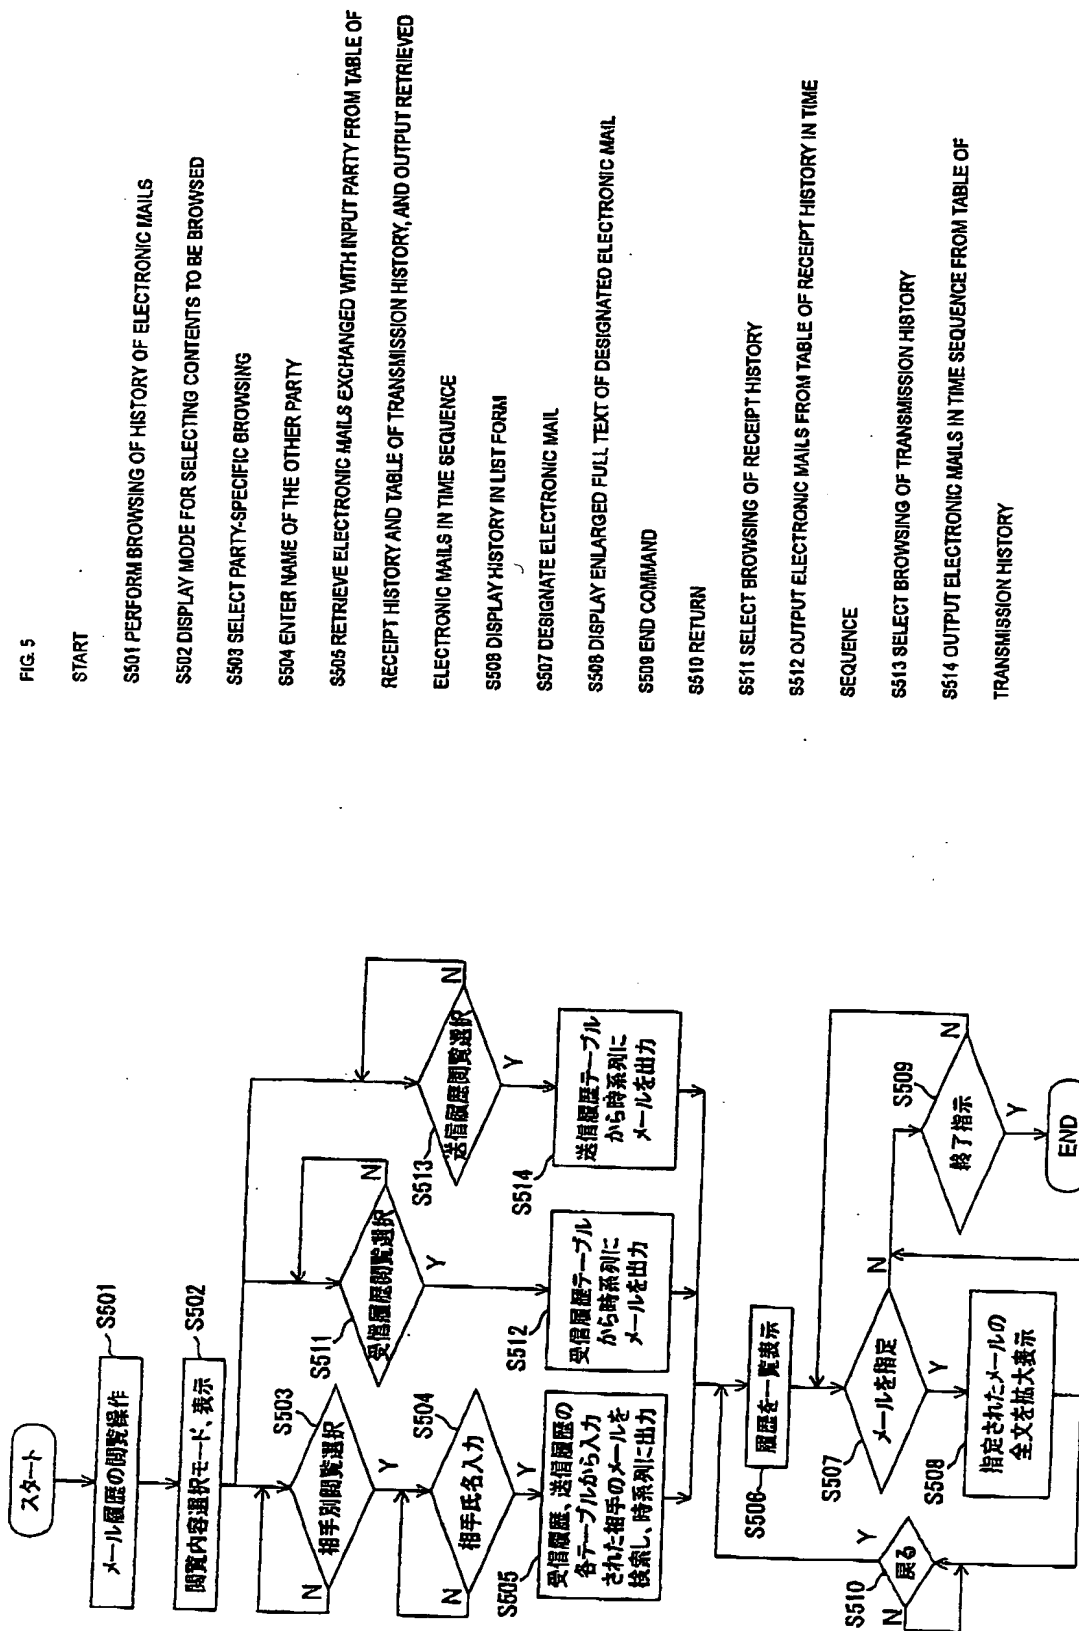 FIG. 5
START
S501 PERFORM BROWSING OF HISTORY OF ELECTRONIC MAILS
S502 DISPLAY MODE FOR SELECTING CONTENTS TO BE BROWSED
S503 SELECT PARTY-SPECIFIC BROWSING
S504 ENTER NAME OF THE OTHER PARTY
S505 RETRIEVE ELECTRONIC MAILS EXCHANGED WITH INPUT PARTY FROM TABLE OF
RECEIPT HISTORY AND TABLE OF TRANSMISSION HISTORY, AND OUTPUT RETRIEVED
ELECTRONIC MAILS IN TIME SEQUENCE
S508 DISPLAY HISTORY IN LIST FORM
S507 DESIGNATE ELECTRONIC MAIL
S508 DISPLAY ENLARGED FULL TEXT OF DESIGNATED ELECTRONIC MAIL
S509 END COMMAND
S510 RETURN
S511 SELECT BROWSING OF RECEIPT HISTORY
S512 OUTPUT ELECTRONIC MAILS FROM TABLE OF RECEIPT HISTORY IN TIME
SEQUENCE
S513 SELECT BROWSING OF TRANSMISSION HISTORY
S514 OUTPUT ELECTRONIC MAILS IN TIME SEQUENCE FROM TABLE OF
TRANSMISSION HISTORY
スタート
メール履歴の閲覧操作
S501
閲覧内容選択モード、表示
S502
相手別閲覧選択
S503
N
Y
相手氏名入力
S504
N
Y
S505
受信履歴、送信履歴の
各テーブルから入力
された相手のメールを
検索し、時系列に出力
S511
受信履歴閲覧選択
N
Y
S512
受信履歴テーブル
から時系列に
メールを出力
S513
送信履歴閲覧選択
N
Y
S514
送信履歴テーブル
から時系列に
メールを出力
S506
履歴を一覧表示
S507
メールを指定
N
Y
S508
指定されたメールの
全文を拡大表示
S509
終了指示
N
Y
END
S510
戻る
Y
N